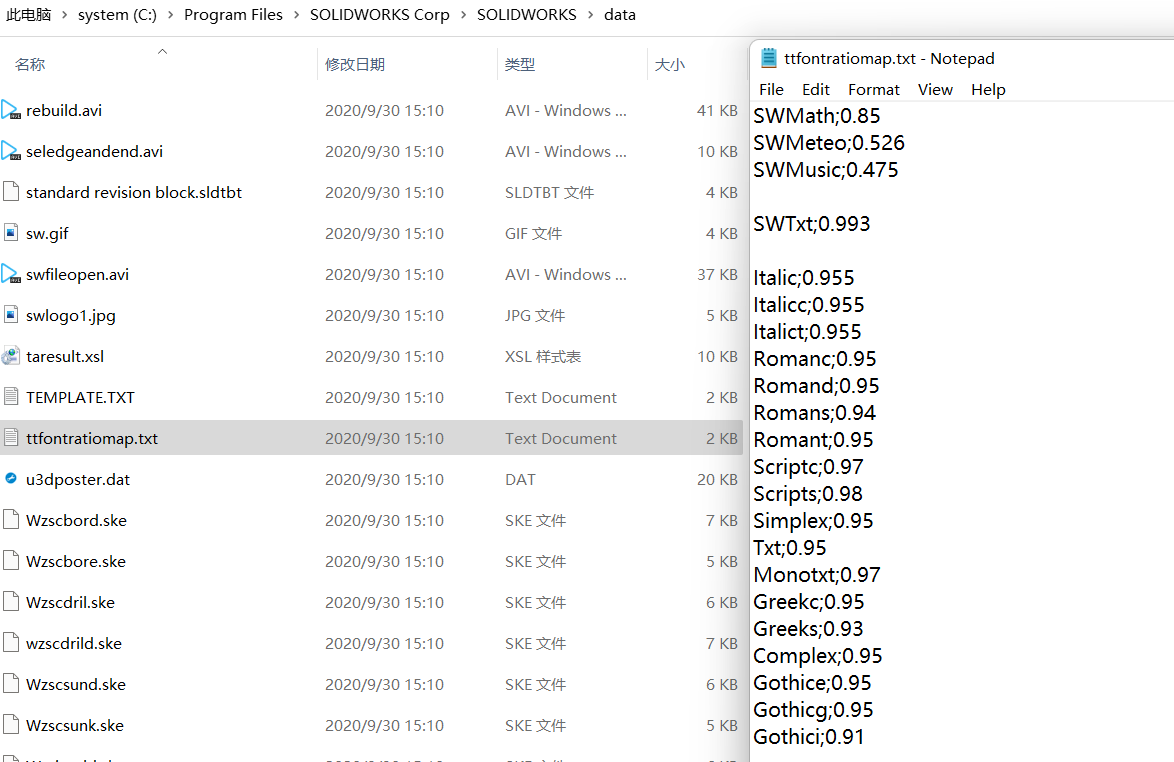 此电脑 > system (C:) > Program Files > SOLIDWORKS Corp > SOLIDWORKS > data
名称 修改日期 类型 大小
rebuild.avi 2020/9/30 15:10 AVI - Windows ... 41 KB
seledgeandend.avi 2020/9/30 15:10 AVI - Windows ... 10 KB
standard revision block.sldtbt 2020/9/30 15:10 SLDTBT 文件 4 KB
sw.gif 2020/9/30 15:10 GIF 文件 4 KB
swfileopen.avi 2020/9/30 15:10 AVI - Windows ... 37 KB
swlogo1.jpg 2020/9/30 15:10 JPG 文件 5 KB
taresult.xsl 2020/9/30 15:10 XSL 样式表 10 KB
TEMPLATE.TXT 2020/9/30 15:10 Text Document 2 KB
ttfontratiomap.txt 2020/9/30 15:10 Text Document 2 KB
u3dposter.dat 2020/9/30 15:10 DAT 20 KB
Wzscbord.ske 2020/9/30 15:10 SKE 文件 7 KB
Wzscbore.ske 2020/9/30 15:10 SKE 文件 5 KB
Wzscdril.ske 2020/9/30 15:10 SKE 文件 6 KB
wzscdrild.ske 2020/9/30 15:10 SKE 文件 7 KB
Wzscsund.ske 2020/9/30 15:10 SKE 文件 6 KB
Wzscsunk.ske 2020/9/30 15:10 SKE 文件 5 KB
ttfontratiomap.txt - Notepad
File Edit Format View Help
SWMath;0.85
SWMeteo;0.526
SWMusic;0.475
SWTxt;0.993
Italic;0.955
Italicc;0.955
Italict;0.955
Romanc;0.95
Romand;0.95
Romans;0.94
Romant;0.95
Scriptc;0.97
Scripts;0.98
Simplex;0.95
Txt;0.95
Monotxt;0.97
Greekc;0.95
Greeks;0.93
Complex;0.95
Gothice;0.95
Gothicg;0.95
Gothici;0.91